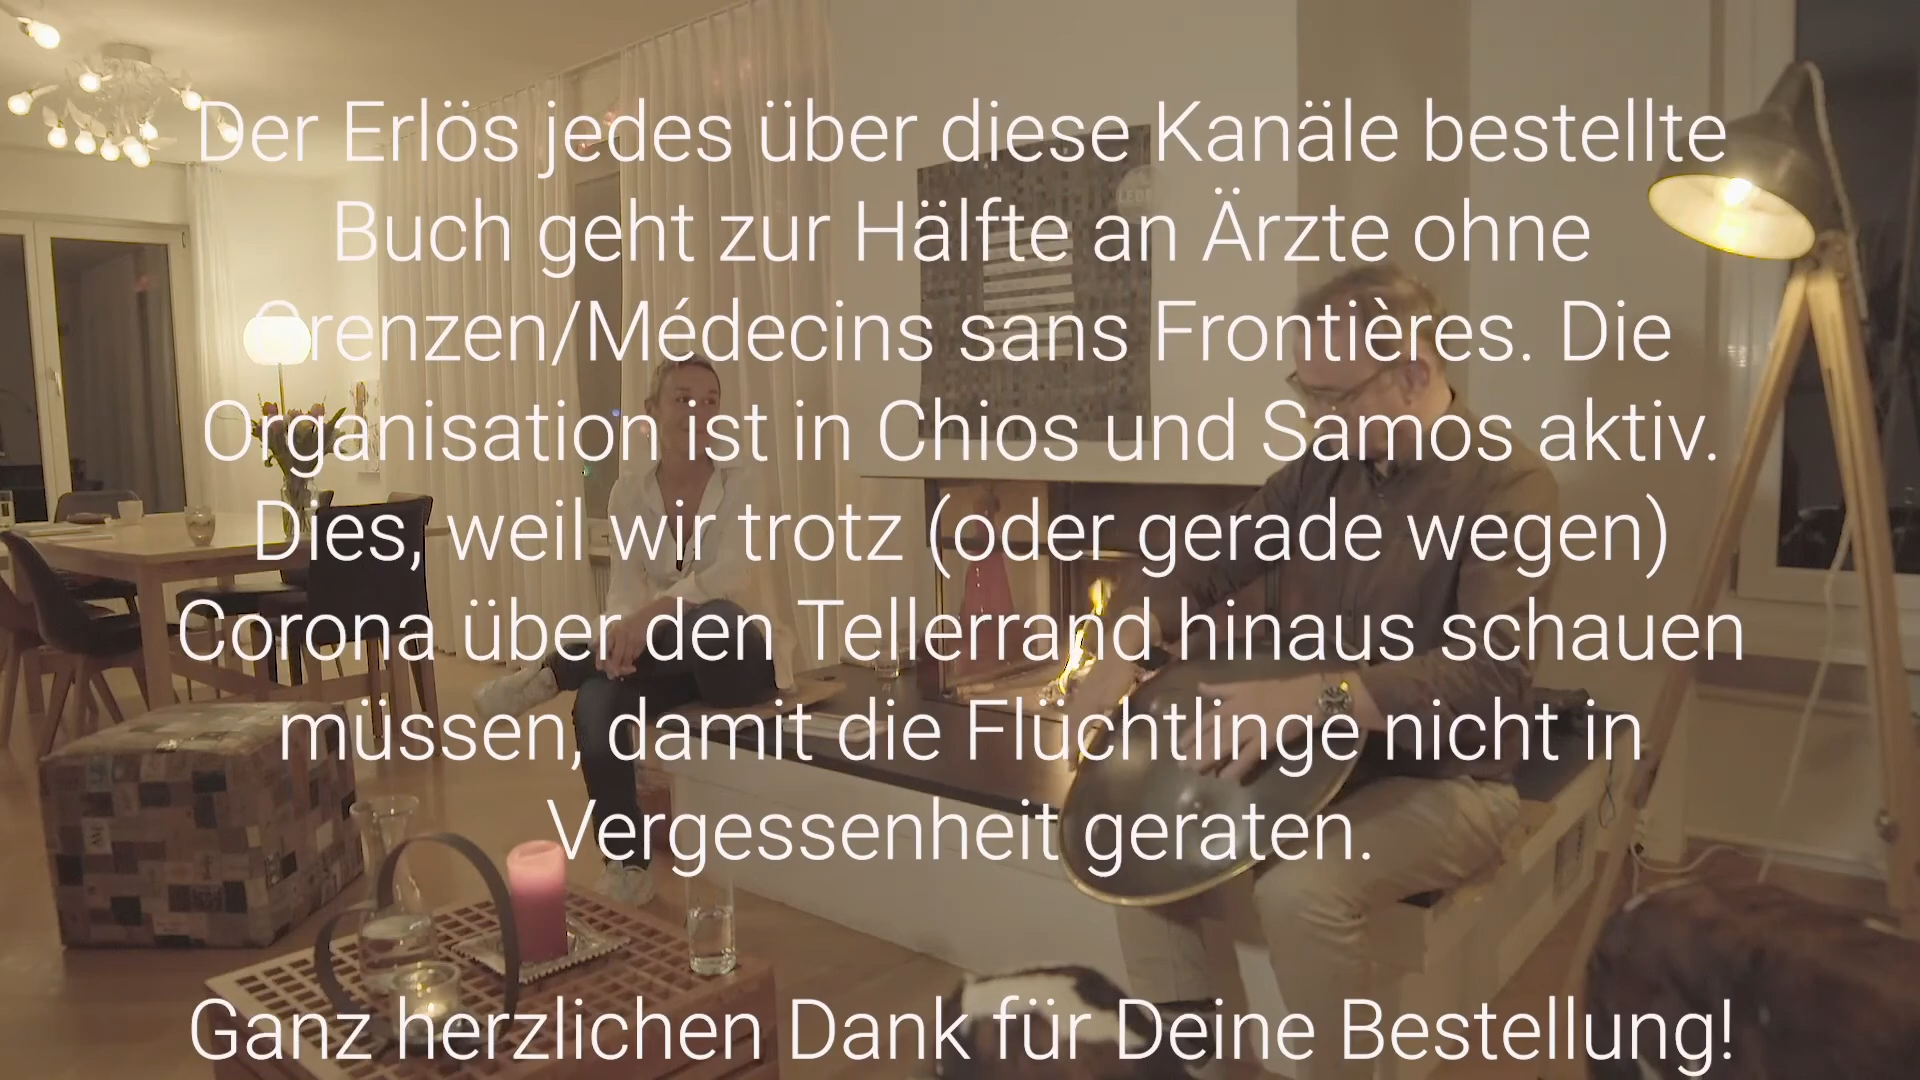 Der Erlös jedes über diese Kanäle bestellte
Buch geht zur Hälfte an Ärzte ohne
Grenzen/Médecins sans Frontières. Die
Organisation ist in Chios und Samos aktiv.
Dies, weil wir trotz (oder gerade wegen)
Corona über den Tellerrand hinaus schauen
müssen, damit die Flüchtlinge nicht in
Vergessenheit geraten.
Ganz herzlichen Dank für Deine Bestellung!